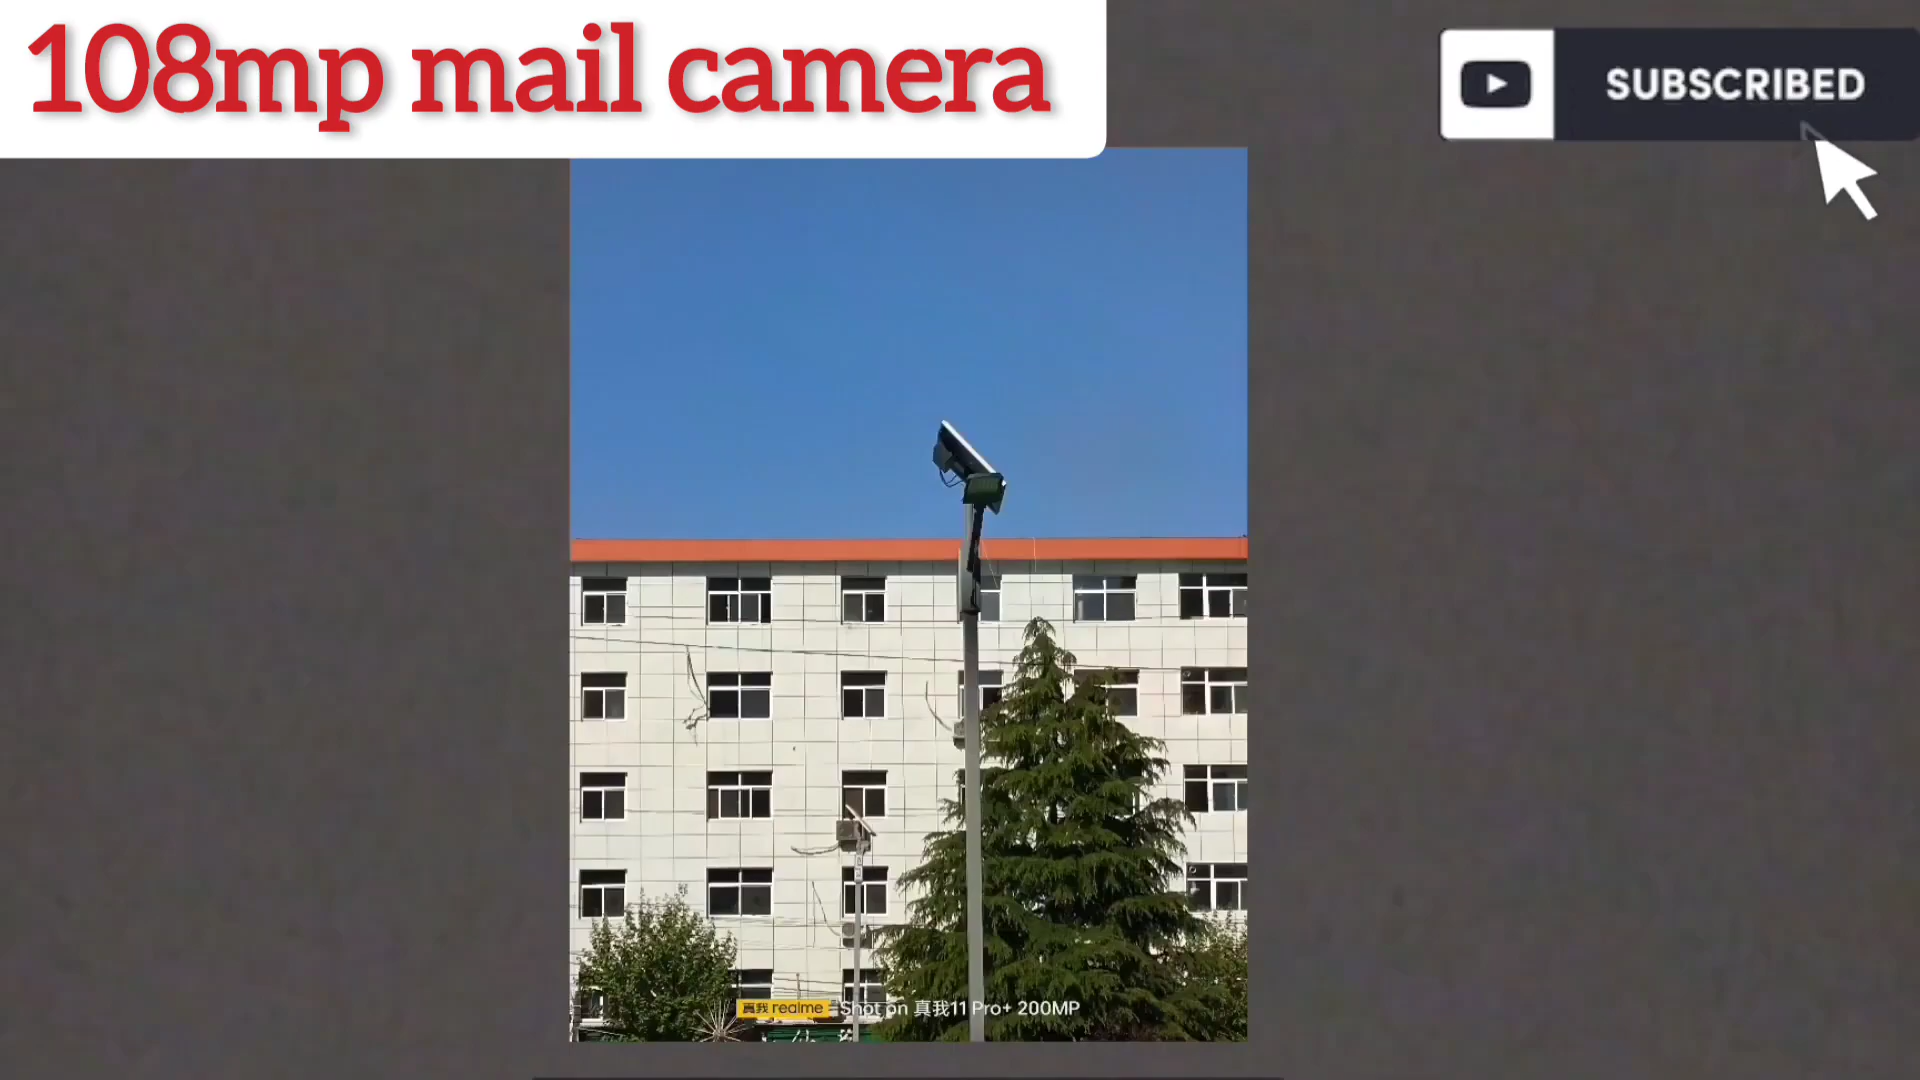 108mp mail camera
SUBSCRIBED
真我 realme Shot on 真我11 Pro+ 200MP